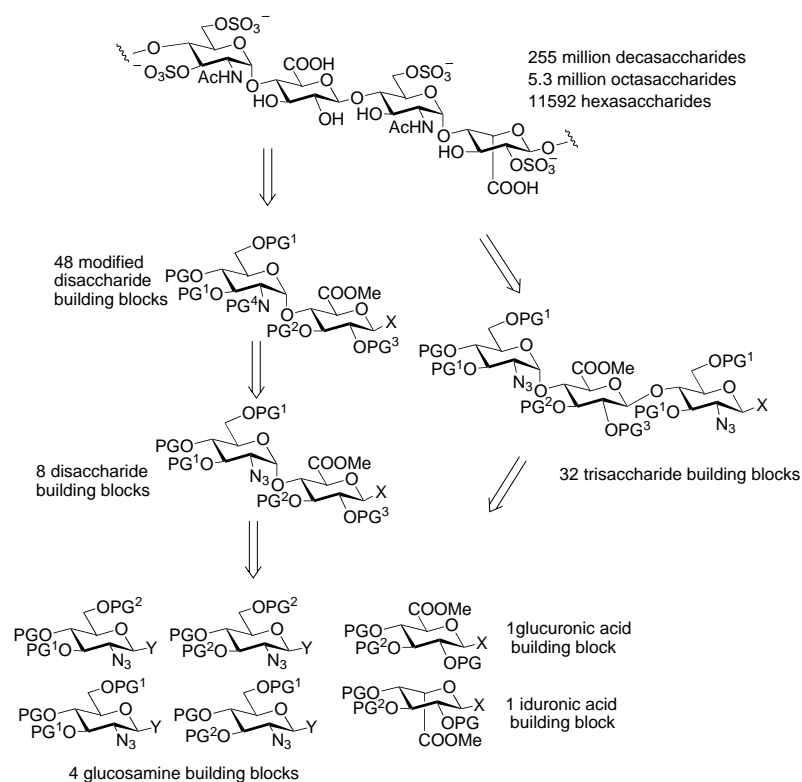 OSO₃⁻
O
O
⁻O₃SO
AcHN
O
COOH
O
HO
OH
O
OSO₃⁻
O
HO
AcHN
O
O
HO
OSO₃⁻
O
COOH
255 million decasaccharides
5.3 million octasaccharides
11592 hexasaccharides
48 modified
disaccharide
building blocks
OPG¹
PGO
O
PG¹O
PG⁴N
O
COOMe
O
X
PG²O
OPG³
OPG¹
PGO
O
PG¹O
N₃
O
COOMe
O
O
PG²O
OPG³
OPG¹
O
PG¹O
X
N₃
32 trisaccharide building blocks
8 disaccharide
building blocks
OPG¹
PGO
O
PG¹O
N₃
O
COOMe
O
X
PG²O
OPG³
OPG²
PGO
O
PG¹O
Y
N₃
OPG²
PGO
O
PG²O
Y
N₃
COOMe
PGO
O
PG²O
X
OPG
1glucuronic acid
building block
OPG¹
PGO
O
PG¹O
Y
N₃
OPG¹
PGO
O
PG²O
Y
N₃
PGO
O
PG²O
X
OPG
COOMe
1 iduronic acid
building block
4 glucosamine building blocks